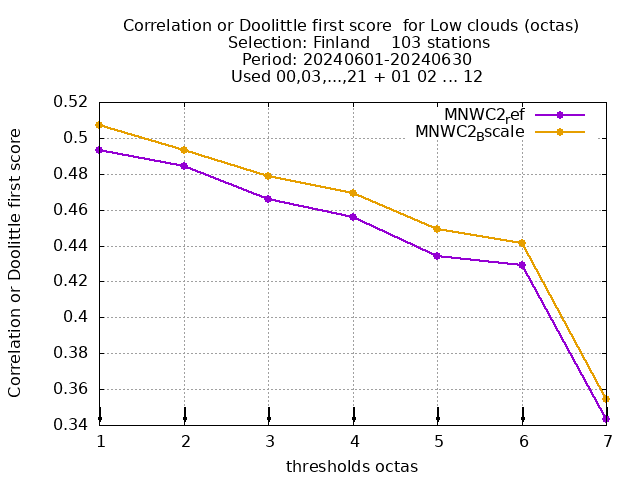 Correlation or Doolittle first score  for Low clouds (octas)
Selection: Finland    103 stations
Period: 20240601-20240630
Used 00,03,...,21 + 01 02 ... 12
MNWC2ref
MNWC2Bscale
Correlation or Doolittle first score
0.52
0.5
0.48
0.46
0.44
0.42
0.4
0.38
0.36
0.34
1 2 3 4 5 6 7
thresholds octas